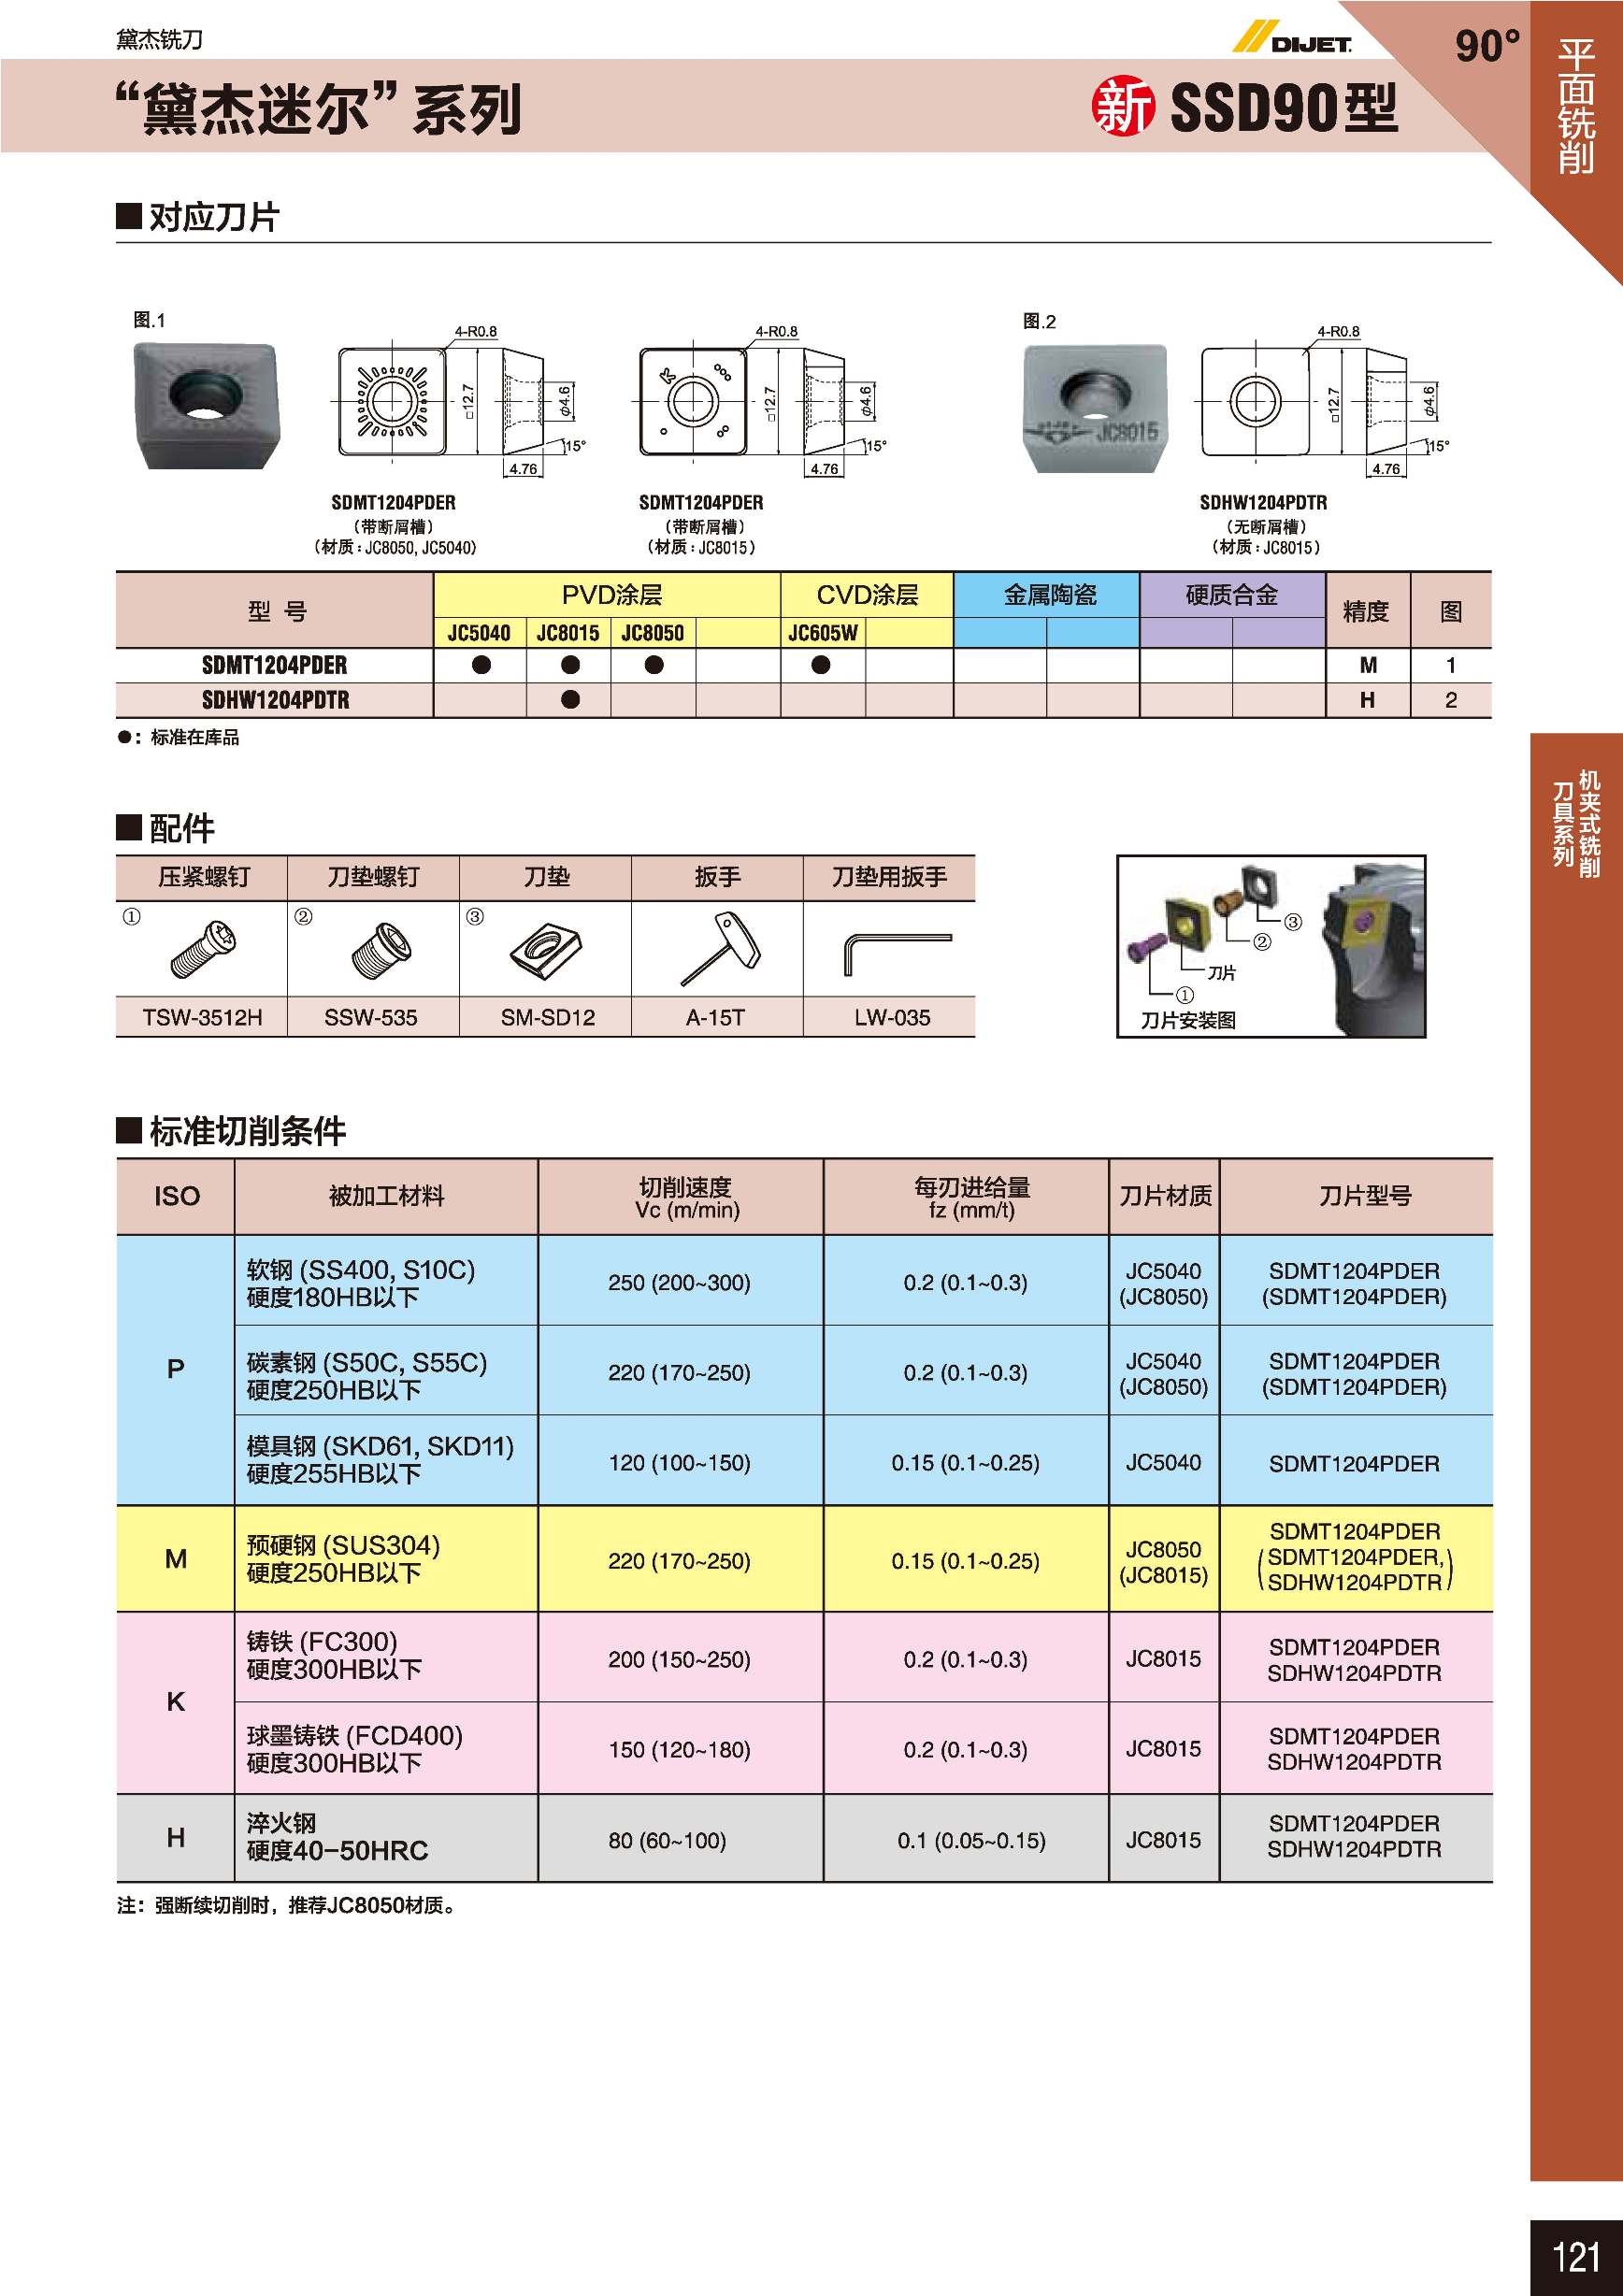 黛杰铣刀
DIJET.
90°
平面铣削
“黛杰迷尔”系列
新 SSD90型
■对应刀片
图.1
4-R0.8
□12.7
φ4.6
15°
4.76
SDMT1204PDER
（带断屑槽）
（材质：JC8050, JC5040）
4-R0.8
□12.7
φ4.6
15°
4.76
SDMT1204PDER
（带断屑槽）
（材质：JC8015）
图.2
JC8015
4-R0.8
□12.7
φ4.6
15°
4.76
SDHW1204PDTR
（无断屑槽）
（材质：JC8015）
型 号 PVD涂层 CVD涂层 金属陶瓷 硬质合金 精度 图
JC5040 JC8015 JC8050 JC605W
SDMT1204PDER ● ● ● ● M 1
SDHW1204PDTR ● H 2
●：标准在库品
■配件
压紧螺钉 刀垫螺钉 刀垫 扳手 刀垫用扳手
① ② ③
TSW-3512H SSW-535 SM-SD12 A-15T LW-035
③
②
刀片
①
刀片安装图
■标准切削条件
ISO 被加工材料 切削速度 每刃进给量 刀片材质 刀片型号
Vc (m/min) fz (mm/t)
P
软钢 (SS400, S10C)
硬度180HB以下
250 (200~300) 0.2 (0.1~0.3)
JC5040
(JC8050)
SDMT1204PDER
(SDMT1204PDER)
碳素钢 (S50C, S55C)
硬度250HB以下
220 (170~250) 0.2 (0.1~0.3)
JC5040
(JC8050)
SDMT1204PDER
(SDMT1204PDER)
模具钢 (SKD61, SKD11)
硬度255HB以下
120 (100~150) 0.15 (0.1~0.25) JC5040 SDMT1204PDER
M
预硬钢 (SUS304)
硬度250HB以下
220 (170~250) 0.15 (0.1~0.25)
JC8050
(JC8015)
SDMT1204PDER
(SDMT1204PDER,
SDHW1204PDTR)
K
铸铁 (FC300)
硬度300HB以下
200 (150~250) 0.2 (0.1~0.3) JC8015
SDMT1204PDER
SDHW1204PDTR
球墨铸铁 (FCD400)
硬度300HB以下
150 (120~180) 0.2 (0.1~0.3) JC8015
SDMT1204PDER
SDHW1204PDTR
H
淬火钢
硬度40-50HRC
80 (60~100) 0.1 (0.05~0.15) JC8015
SDMT1204PDER
SDHW1204PDTR
注：强断续切削时，推荐JC8050材质。
机夹式铣削
刀具系列
121